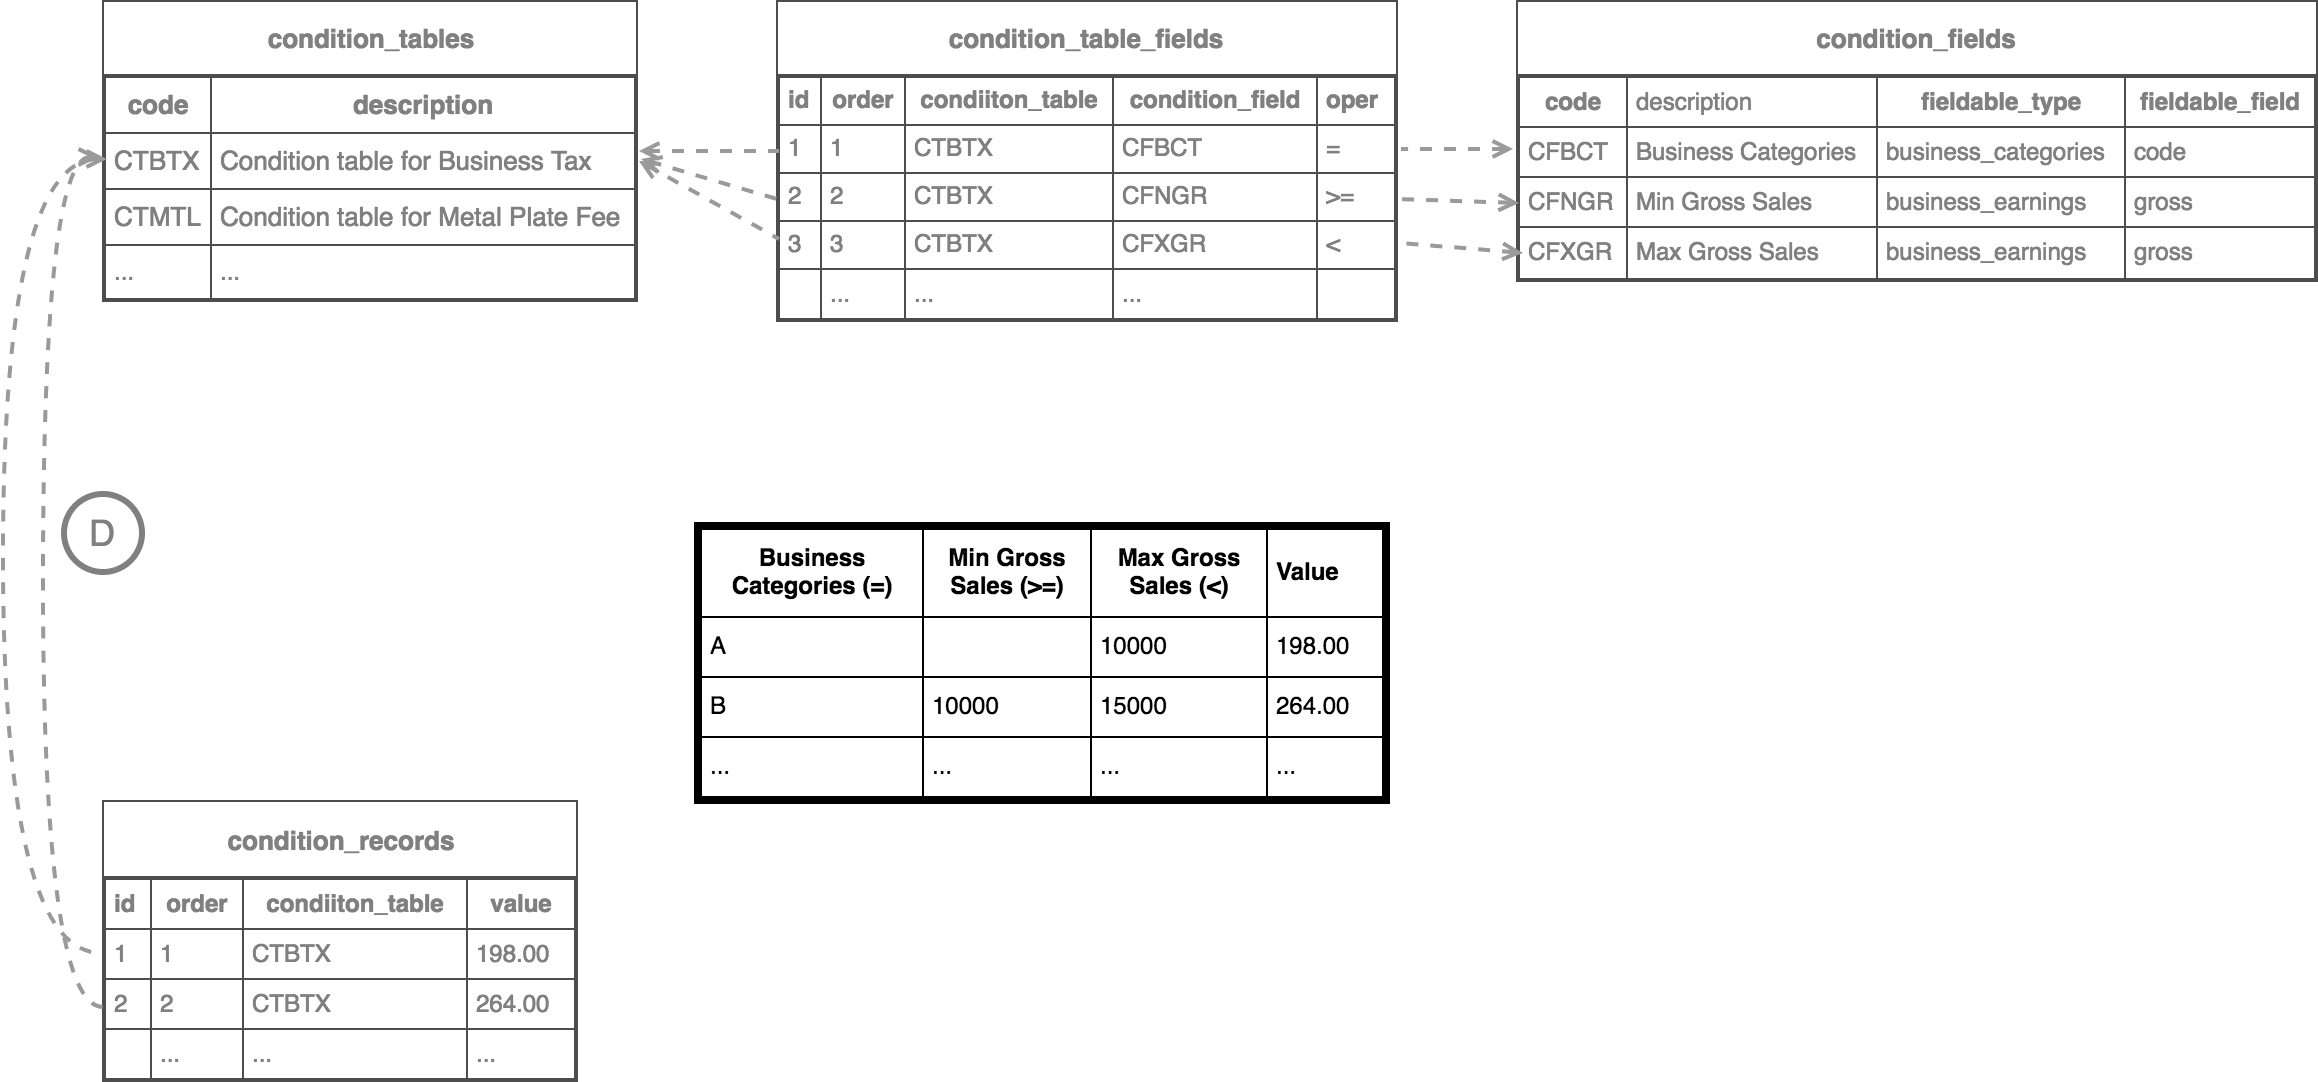 condition_tables
code description
CTBTX Condition table for Business Tax
CTMTL Condition table for Metal Plate Fee
... ...
condition_table_fields
id order condiiton_table condition_field oper
1 1 CTBTX CFBCT =
2 2 CTBTX CFNGR >=
3 3 CTBTX CFXGR <
... ... ...
condition_fields
code description fieldable_type fieldable_field
CFBCT Business Categories business_categories code
CFNGR Min Gross Sales business_earnings gross
CFXGR Max Gross Sales business_earnings gross
D
Business Categories (=) Min Gross Sales (>=) Max Gross Sales (<) Value
A 10000 198.00
B 10000 15000 264.00
... ... ... ...
condition_records
id order condiiton_table value
1 1 CTBTX 198.00
2 2 CTBTX 264.00
... ... ...